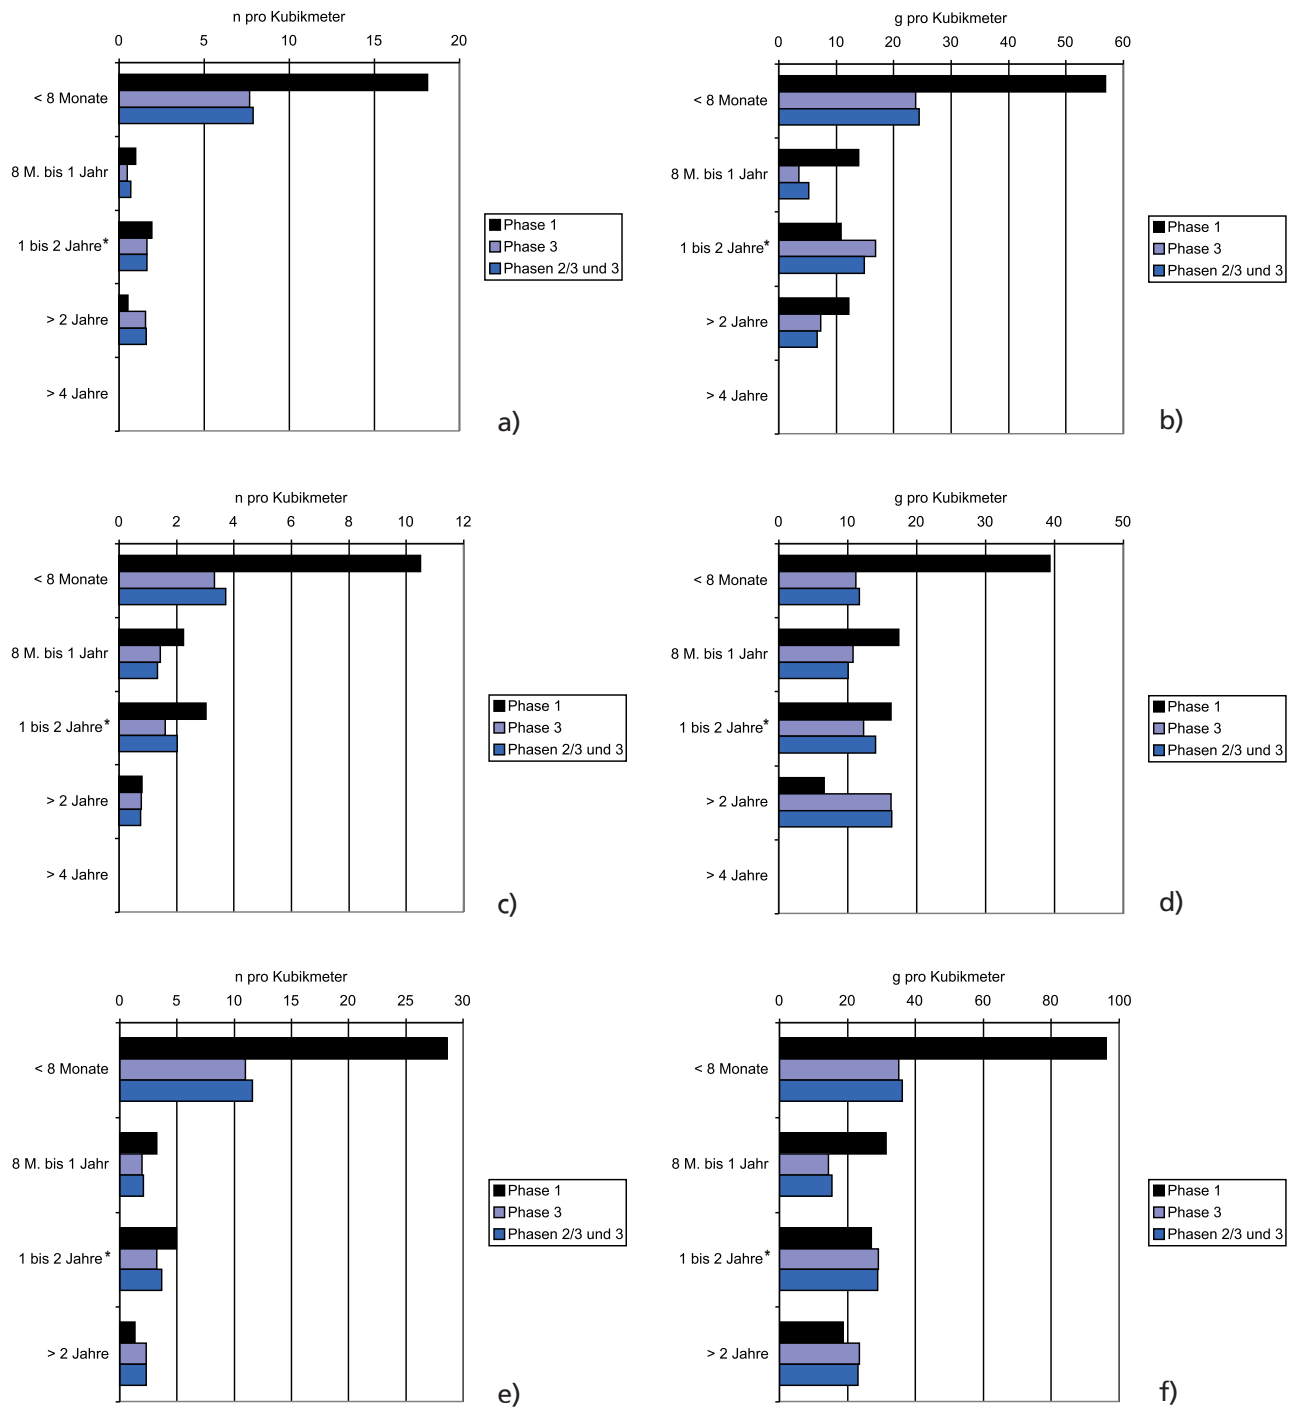 n pro Kubikmeter
0 5 10 15 20
< 8 Monate
8 M. bis 1 Jahr
1 bis 2 Jahre*
> 2 Jahre
> 4 Jahre
Phase 1
Phase 3
Phasen 2/3 und 3
a)
g pro Kubikmeter
0 10 20 30 40 50 60
< 8 Monate
8 M. bis 1 Jahr
1 bis 2 Jahre*
> 2 Jahre
> 4 Jahre
Phase 1
Phase 3
Phasen 2/3 und 3
b)
n pro Kubikmeter
0 2 4 6 8 10 12
< 8 Monate
8 M. bis 1 Jahr
1 bis 2 Jahre*
> 2 Jahre
> 4 Jahre
Phase 1
Phase 3
Phasen 2/3 und 3
c)
g pro Kubikmeter
0 10 20 30 40 50
< 8 Monate
8 M. bis 1 Jahr
1 bis 2 Jahre*
> 2 Jahre
> 4 Jahre
Phase 1
Phase 3
Phasen 2/3 und 3
d)
n pro Kubikmeter
0 5 10 15 20 25 30
< 8 Monate
8 M. bis 1 Jahr
1 bis 2 Jahre*
> 2 Jahre
Phase 1
Phase 3
Phasen 2/3 und 3
e)
g pro Kubikmeter
0 20 40 60 80 100
< 8 Monate
8 M. bis 1 Jahr
1 bis 2 Jahre*
> 2 Jahre
Phase 1
Phase 3
Phasen 2/3 und 3
f)